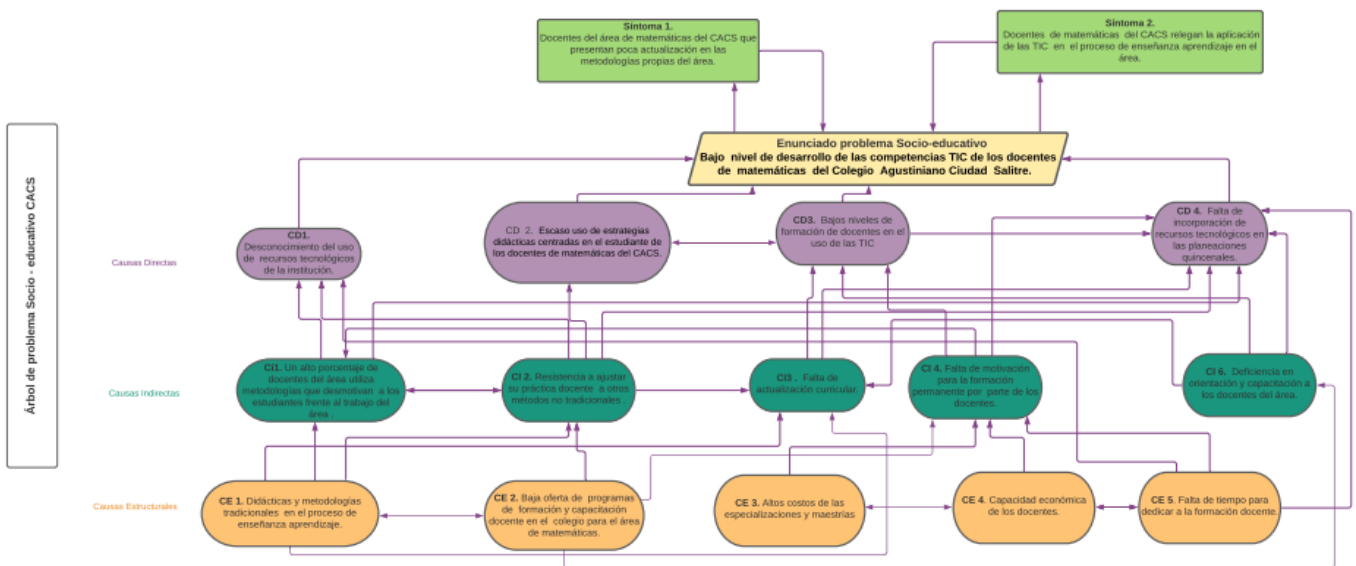 Síntoma 1.
Docentes del área de matemáticas del CACS que
presentan poca actualización en las
metodologías propias del área.
Síntoma 2.
Docentes de matemáticas del CACS relegan la aplicación
de las TIC en el proceso de enseñanza aprendizaje en el
área.
Árbol de problema Socio - educativo CACS
Enunciado problema Socio-educativo
Bajo nivel de desarrollo de las competencias TIC de los docentes
de matemáticas del Colegio Agustiniano Ciudad Salitre.
Causas Directas
CD1.
Desconocimiento del uso
de recursos tecnológicos
de la institución.
CD 2. Escaso uso de estrategias
didácticas centradas en el estudiante de
los docentes de matemáticas del CACS.
CD3. Bajos niveles de
formación de docentes en el
uso de las TIC
CD 4. Falta de
incorporación de
recursos tecnológicos en
las planeaciones
quincenales.
Causas Indirectas
CI1. Un alto porcentaje de
docentes del área utiliza
metodologías que desmotivan a los
estudiantes frente al trabajo del
área .
CI 2. Resistencia a ajustar
su práctica docente a otros
métodos no tradicionales .
CI3 . Falta de
actualización curricular.
CI 4. Falta de motivación
para la formación
permanente por parte de los
docentes.
CI 6. Deficiencia en
orientación y capacitación a
los docentes del área.
Causas Estructurales
CE 1. Didácticas y metodologías
tradicionales en el proceso de
enseñanza aprendizaje.
CE 2. Baja oferta de programas
de formación y capacitación
docente en el colegio para el área
de matemáticas.
CE 3. Altos costos de las
especializaciones y maestrías
CE 4. Capacidad económica
de los docentes.
CE 5. Falta de tiempo para
dedicar a la formación docente.